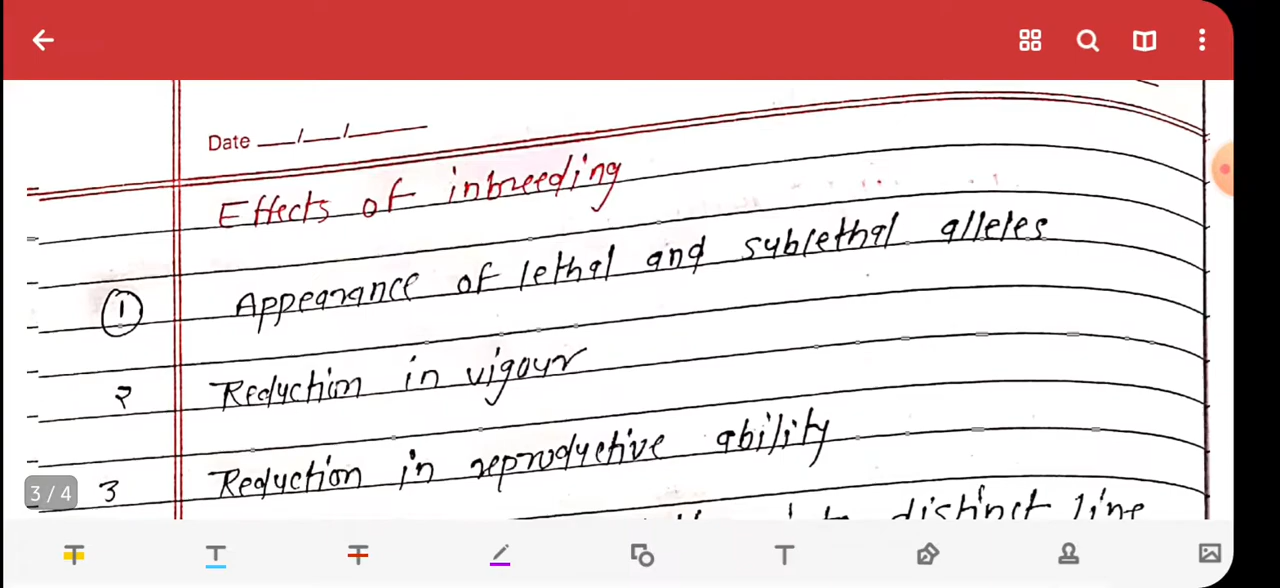 Date
Effects of inbreeding
① Appearance of lethal and sublethal alleles
२ Reduction in vigour
3 Reduction in reproductive ability
distinct line
3 / 4